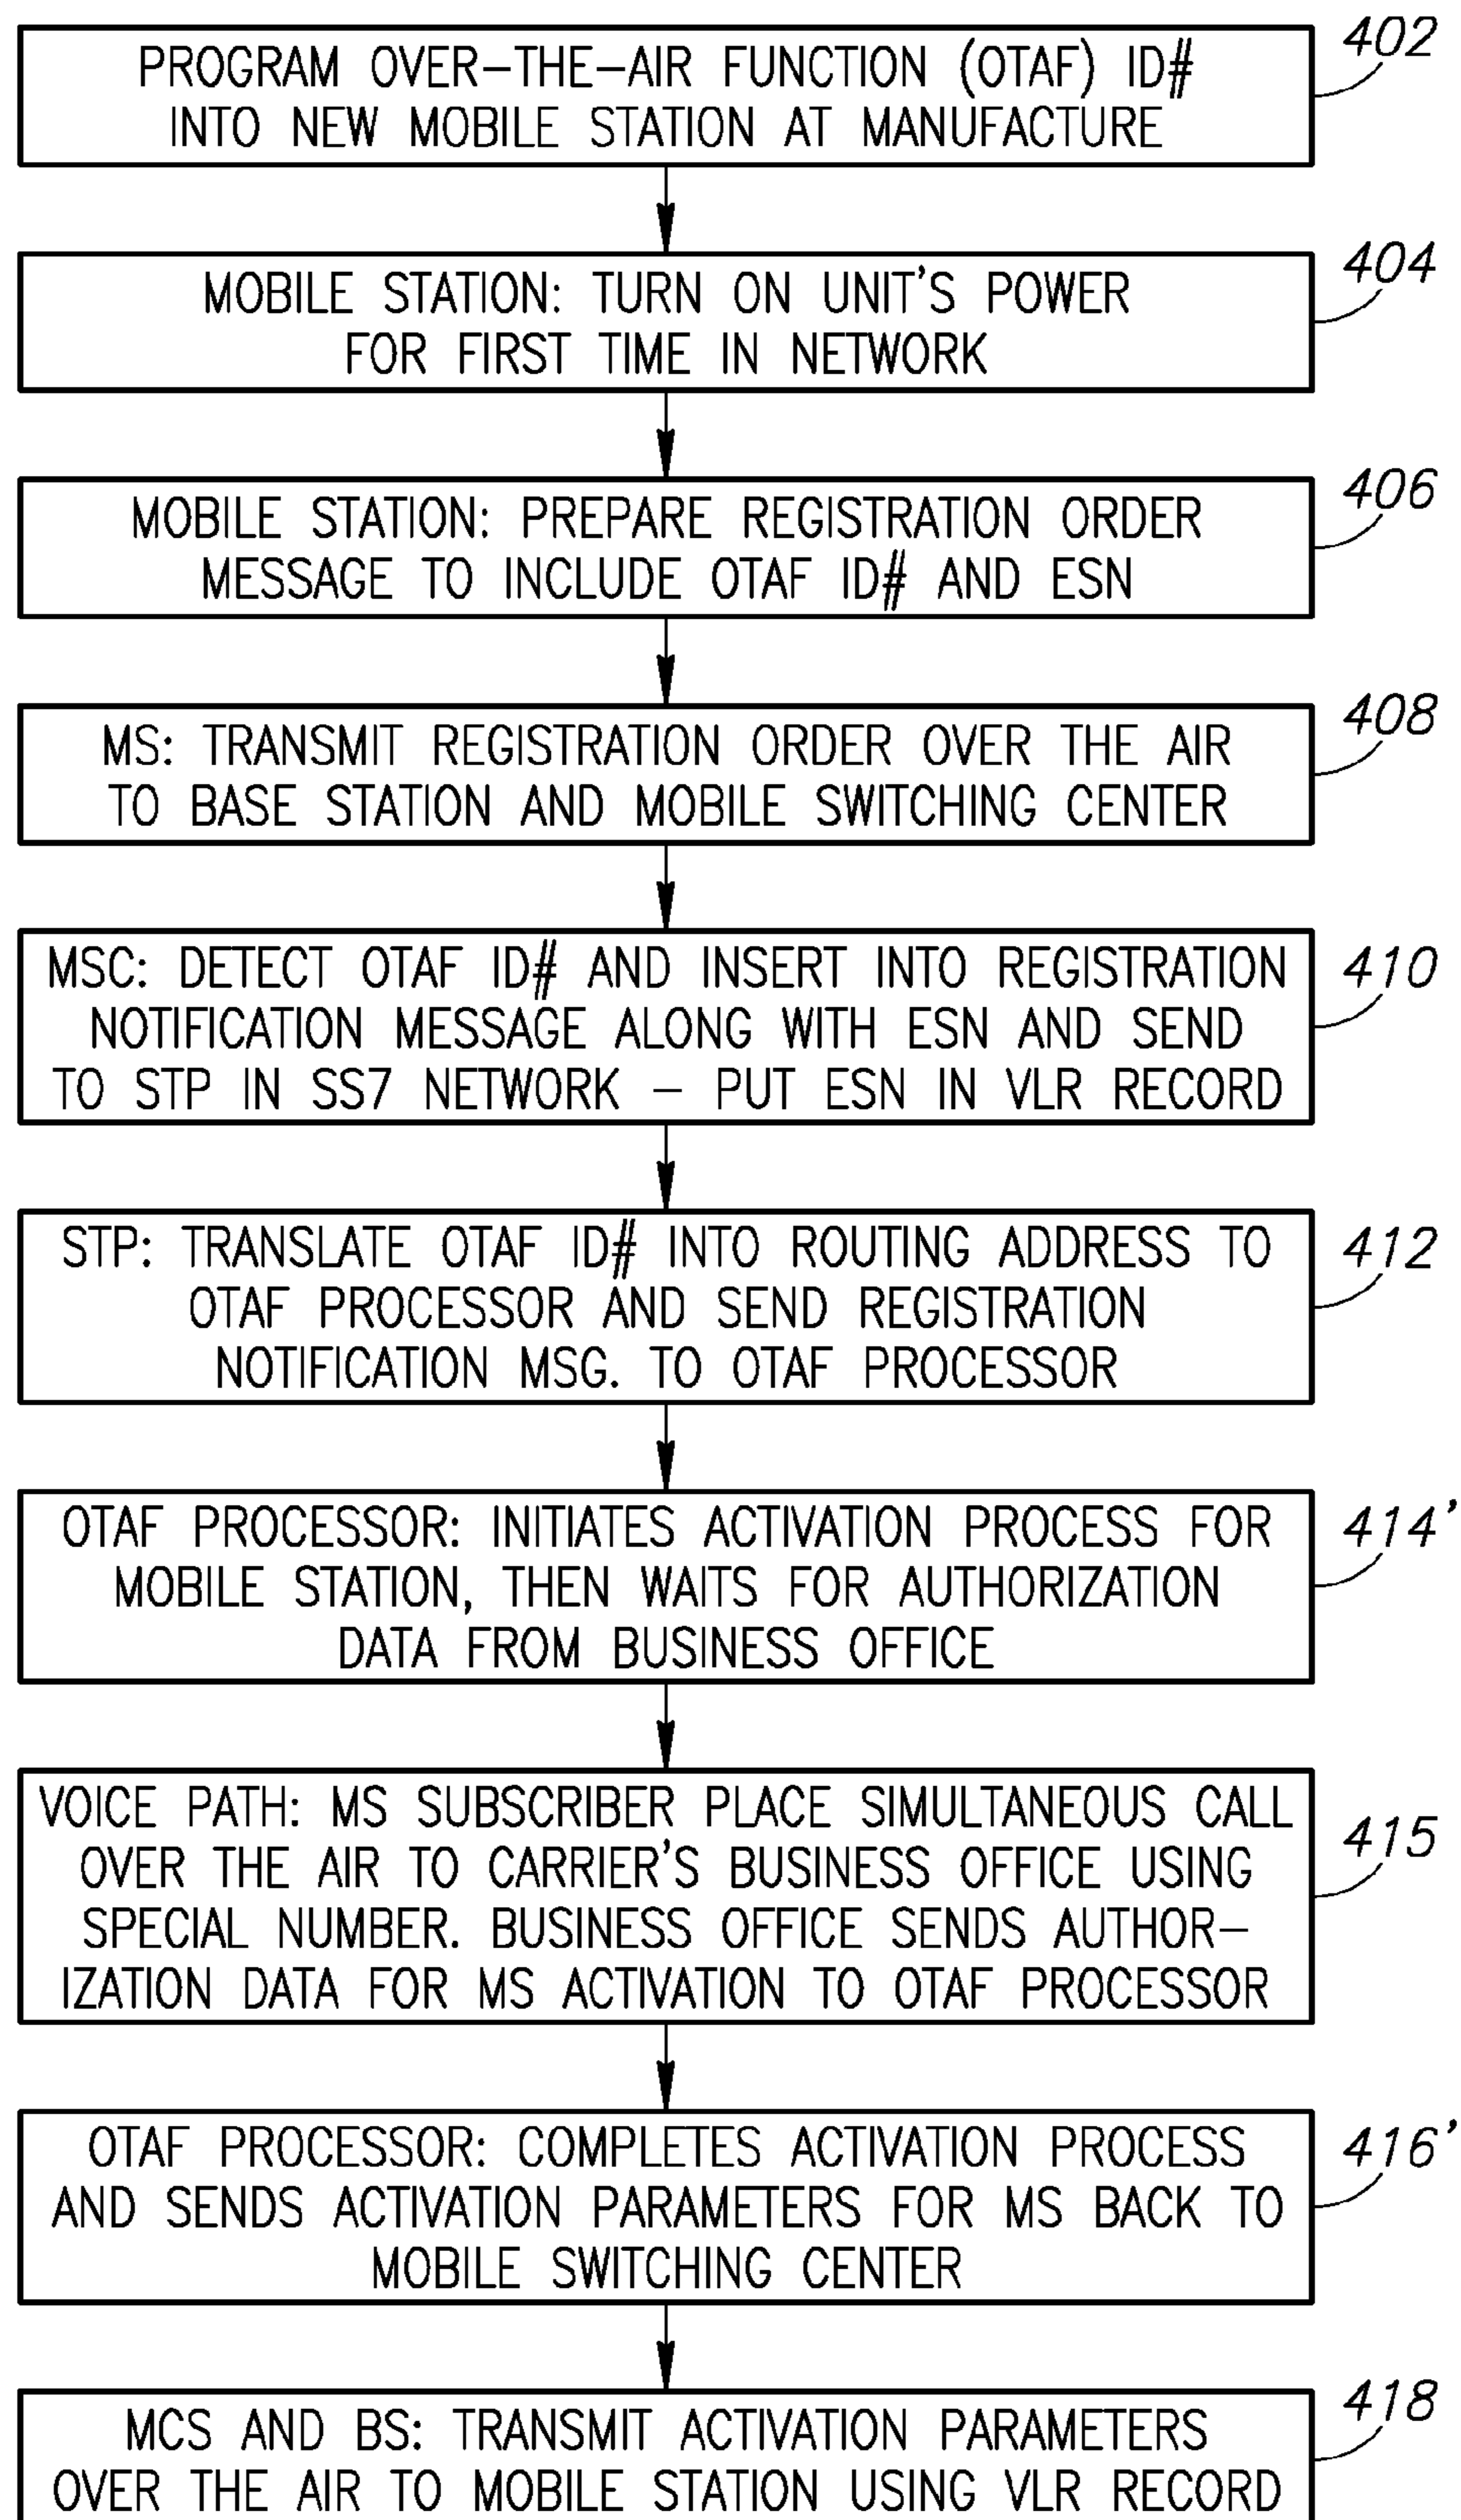 402
PROGRAM OVER-THE-AIR FUNCTION (OTAF) ID#
INTO NEW MOBILE STATION AT MANUFACTURE
404
MOBILE STATION: TURN ON UNIT'S POWER
FOR FIRST TIME IN NETWORK
406
MOBILE STATION: PREPARE REGISTRATION ORDER
MESSAGE TO INCLUDE OTAF ID# AND ESN
408
MS: TRANSMIT REGISTRATION ORDER OVER THE AIR
TO BASE STATION AND MOBILE SWITCHING CENTER
410
MSC: DETECT OTAF ID# AND INSERT INTO REGISTRATION
NOTIFICATION MESSAGE ALONG WITH ESN AND SEND
TO STP IN SS7 NETWORK – PUT ESN IN VLR RECORD
412
STP: TRANSLATE OTAF ID# INTO ROUTING ADDRESS TO
OTAF PROCESSOR AND SEND REGISTRATION
NOTIFICATION MSG. TO OTAF PROCESSOR
414'
OTAF PROCESSOR: INITIATES ACTIVATION PROCESS FOR
MOBILE STATION, THEN WAITS FOR AUTHORIZATION
DATA FROM BUSINESS OFFICE
415
VOICE PATH: MS SUBSCRIBER PLACE SIMULTANEOUS CALL
OVER THE AIR TO CARRIER'S BUSINESS OFFICE USING
SPECIAL NUMBER. BUSINESS OFFICE SENDS AUTHOR–
IZATION DATA FOR MS ACTIVATION TO OTAF PROCESSOR
416'
OTAF PROCESSOR: COMPLETES ACTIVATION PROCESS
AND SENDS ACTIVATION PARAMETERS FOR MS BACK TO
MOBILE SWITCHING CENTER
418
MCS AND BS: TRANSMIT ACTIVATION PARAMETERS
OVER THE AIR TO MOBILE STATION USING VLR RECORD